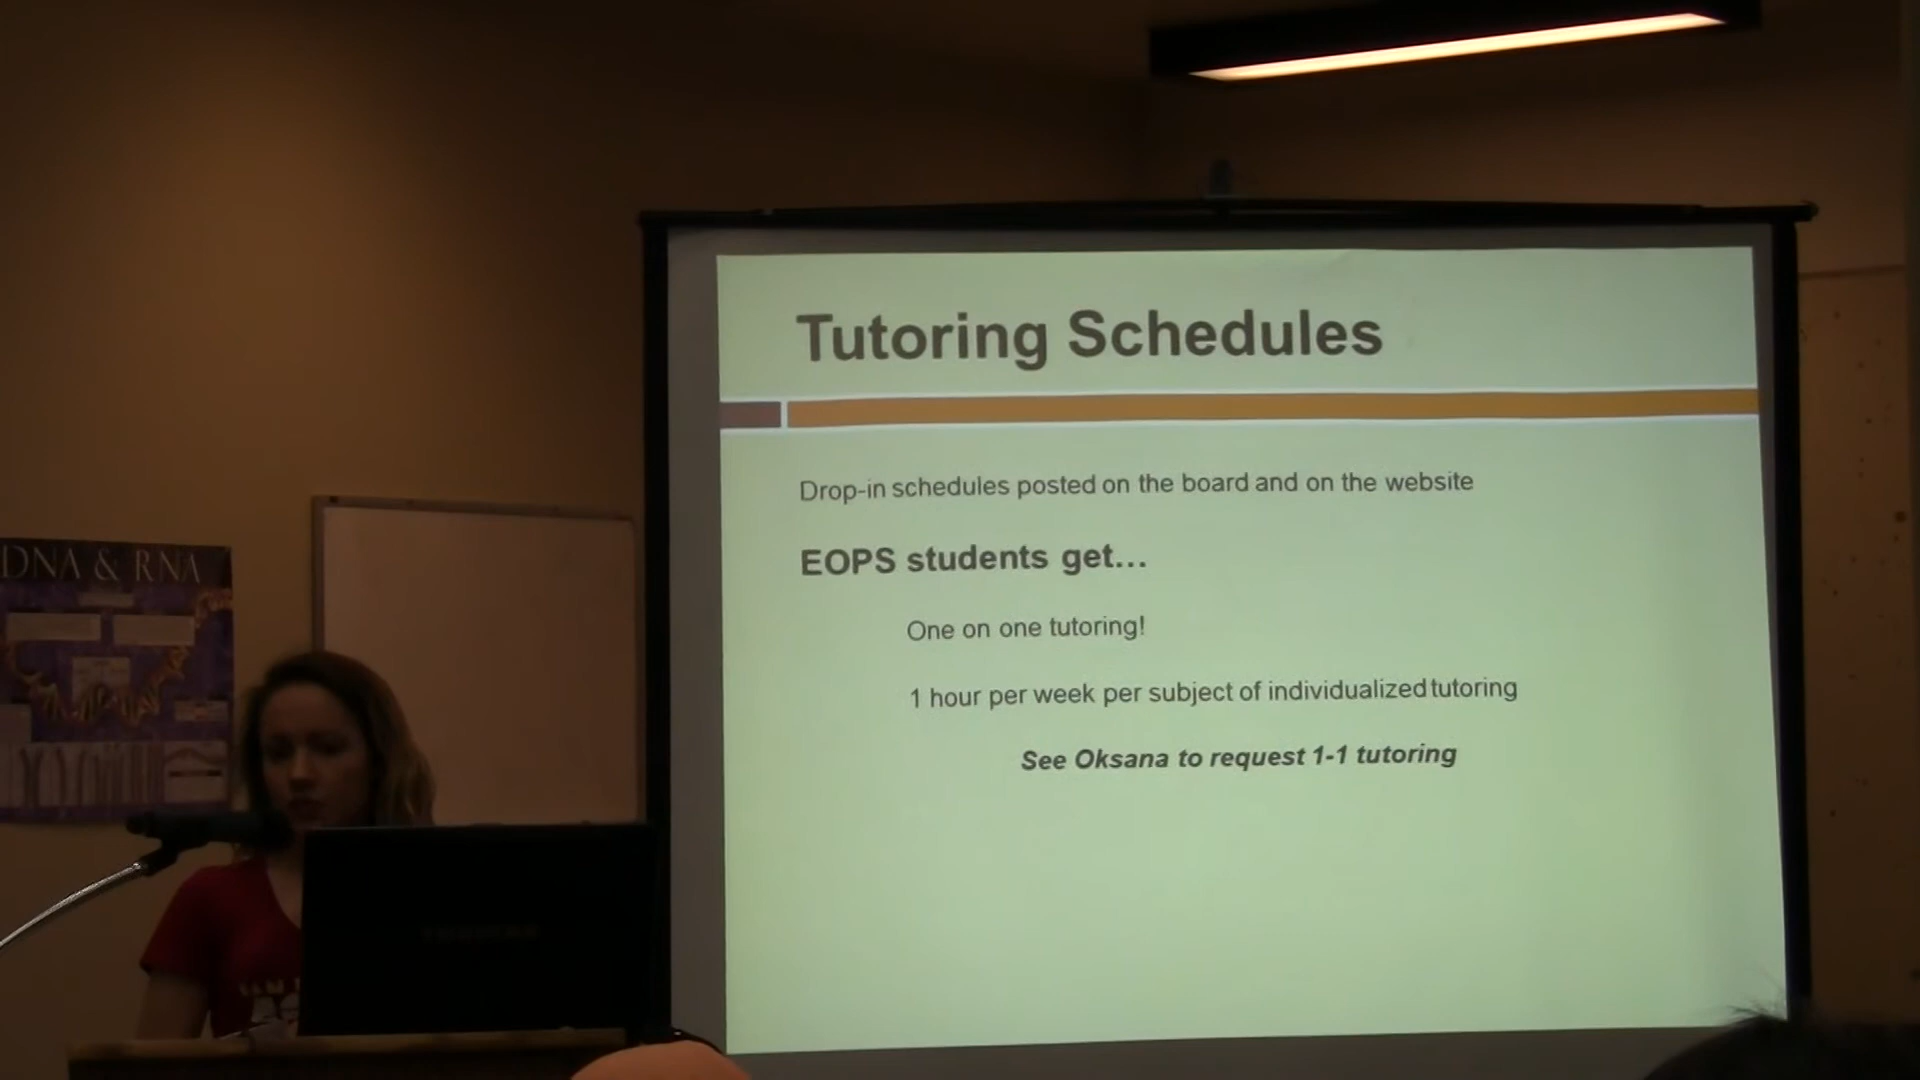 Tutoring Schedules
Drop-in schedules posted on the board and on the website
EOPS students get...
One on one tutoring!
1 hour per week per subject of individualized tutoring
See Oksana to request 1-1 tutoring
DNA & RNA